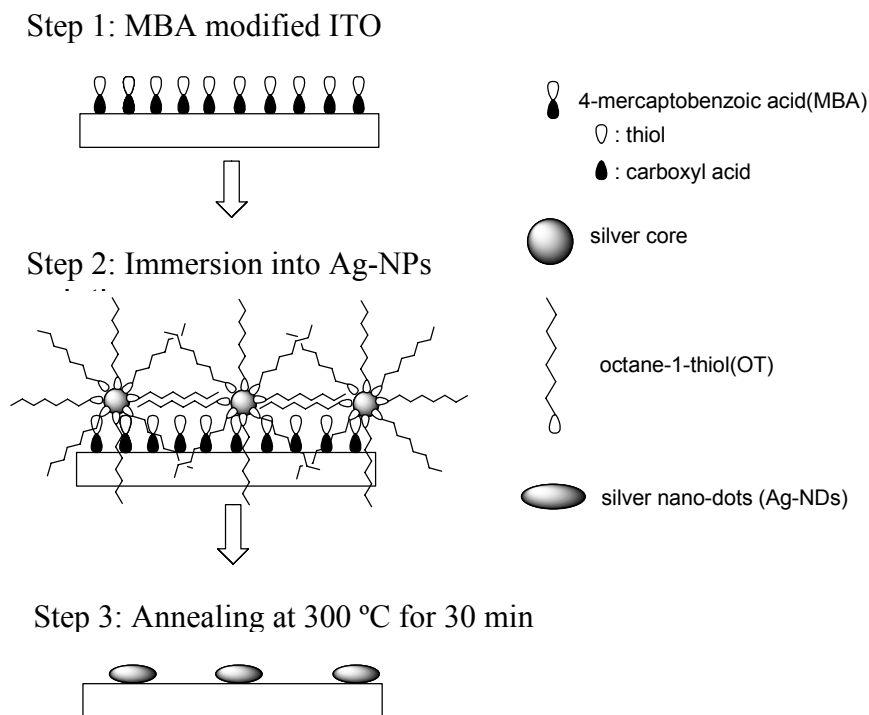 Step 1: MBA modified ITO
4-mercaptobenzoic acid(MBA)
: thiol
: carboxyl acid
silver core
Step 2: Immersion into Ag-NPs
octane-1-thiol(OT)
silver nano-dots (Ag-NDs)
Step 3: Annealing at 300 ºC for 30 min